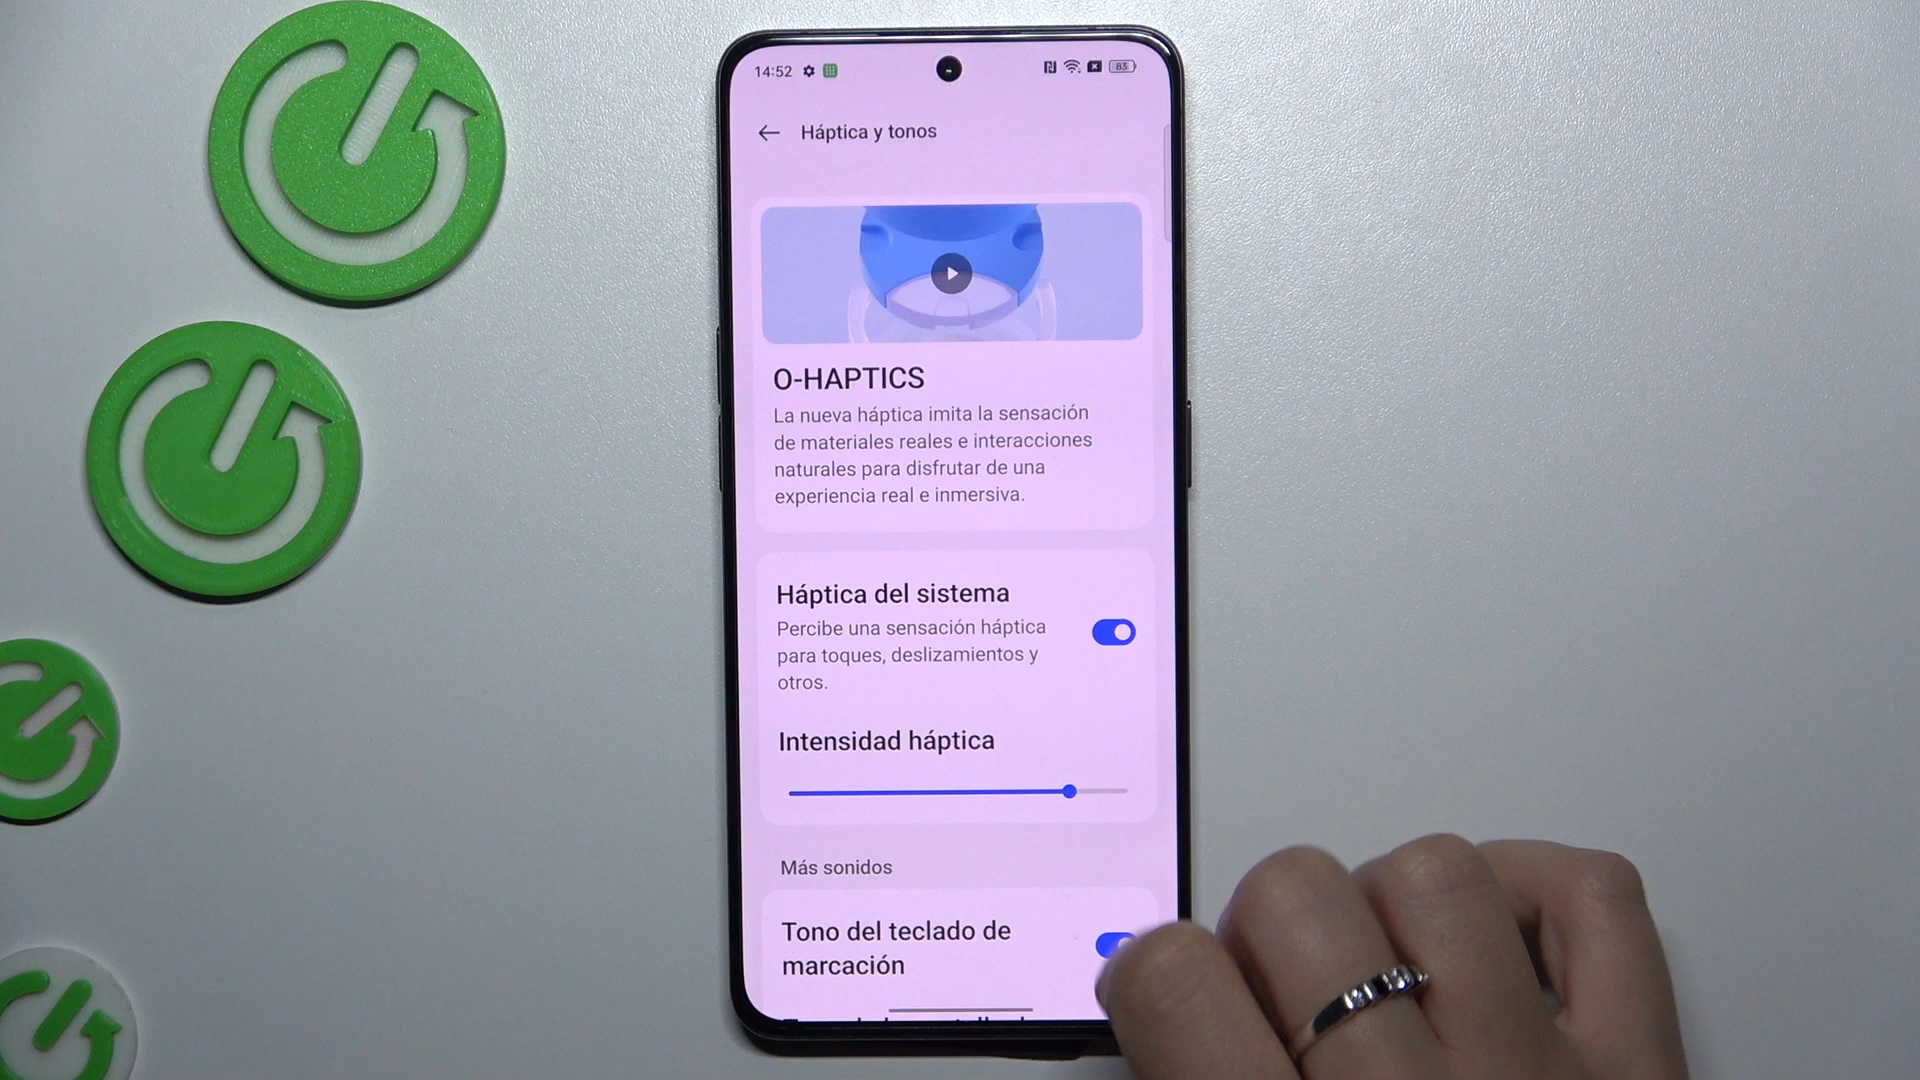 14:52
83
Háptica y tonos
O-HAPTICS
La nueva háptica imita la sensación
de materiales reales e interacciones
naturales para disfrutar de una
experiencia real e inmersiva.
Háptica del sistema
Percibe una sensación háptica
para toques, deslizamientos y
otros.
Intensidad háptica
Más sonidos
Tono del teclado de
marcación